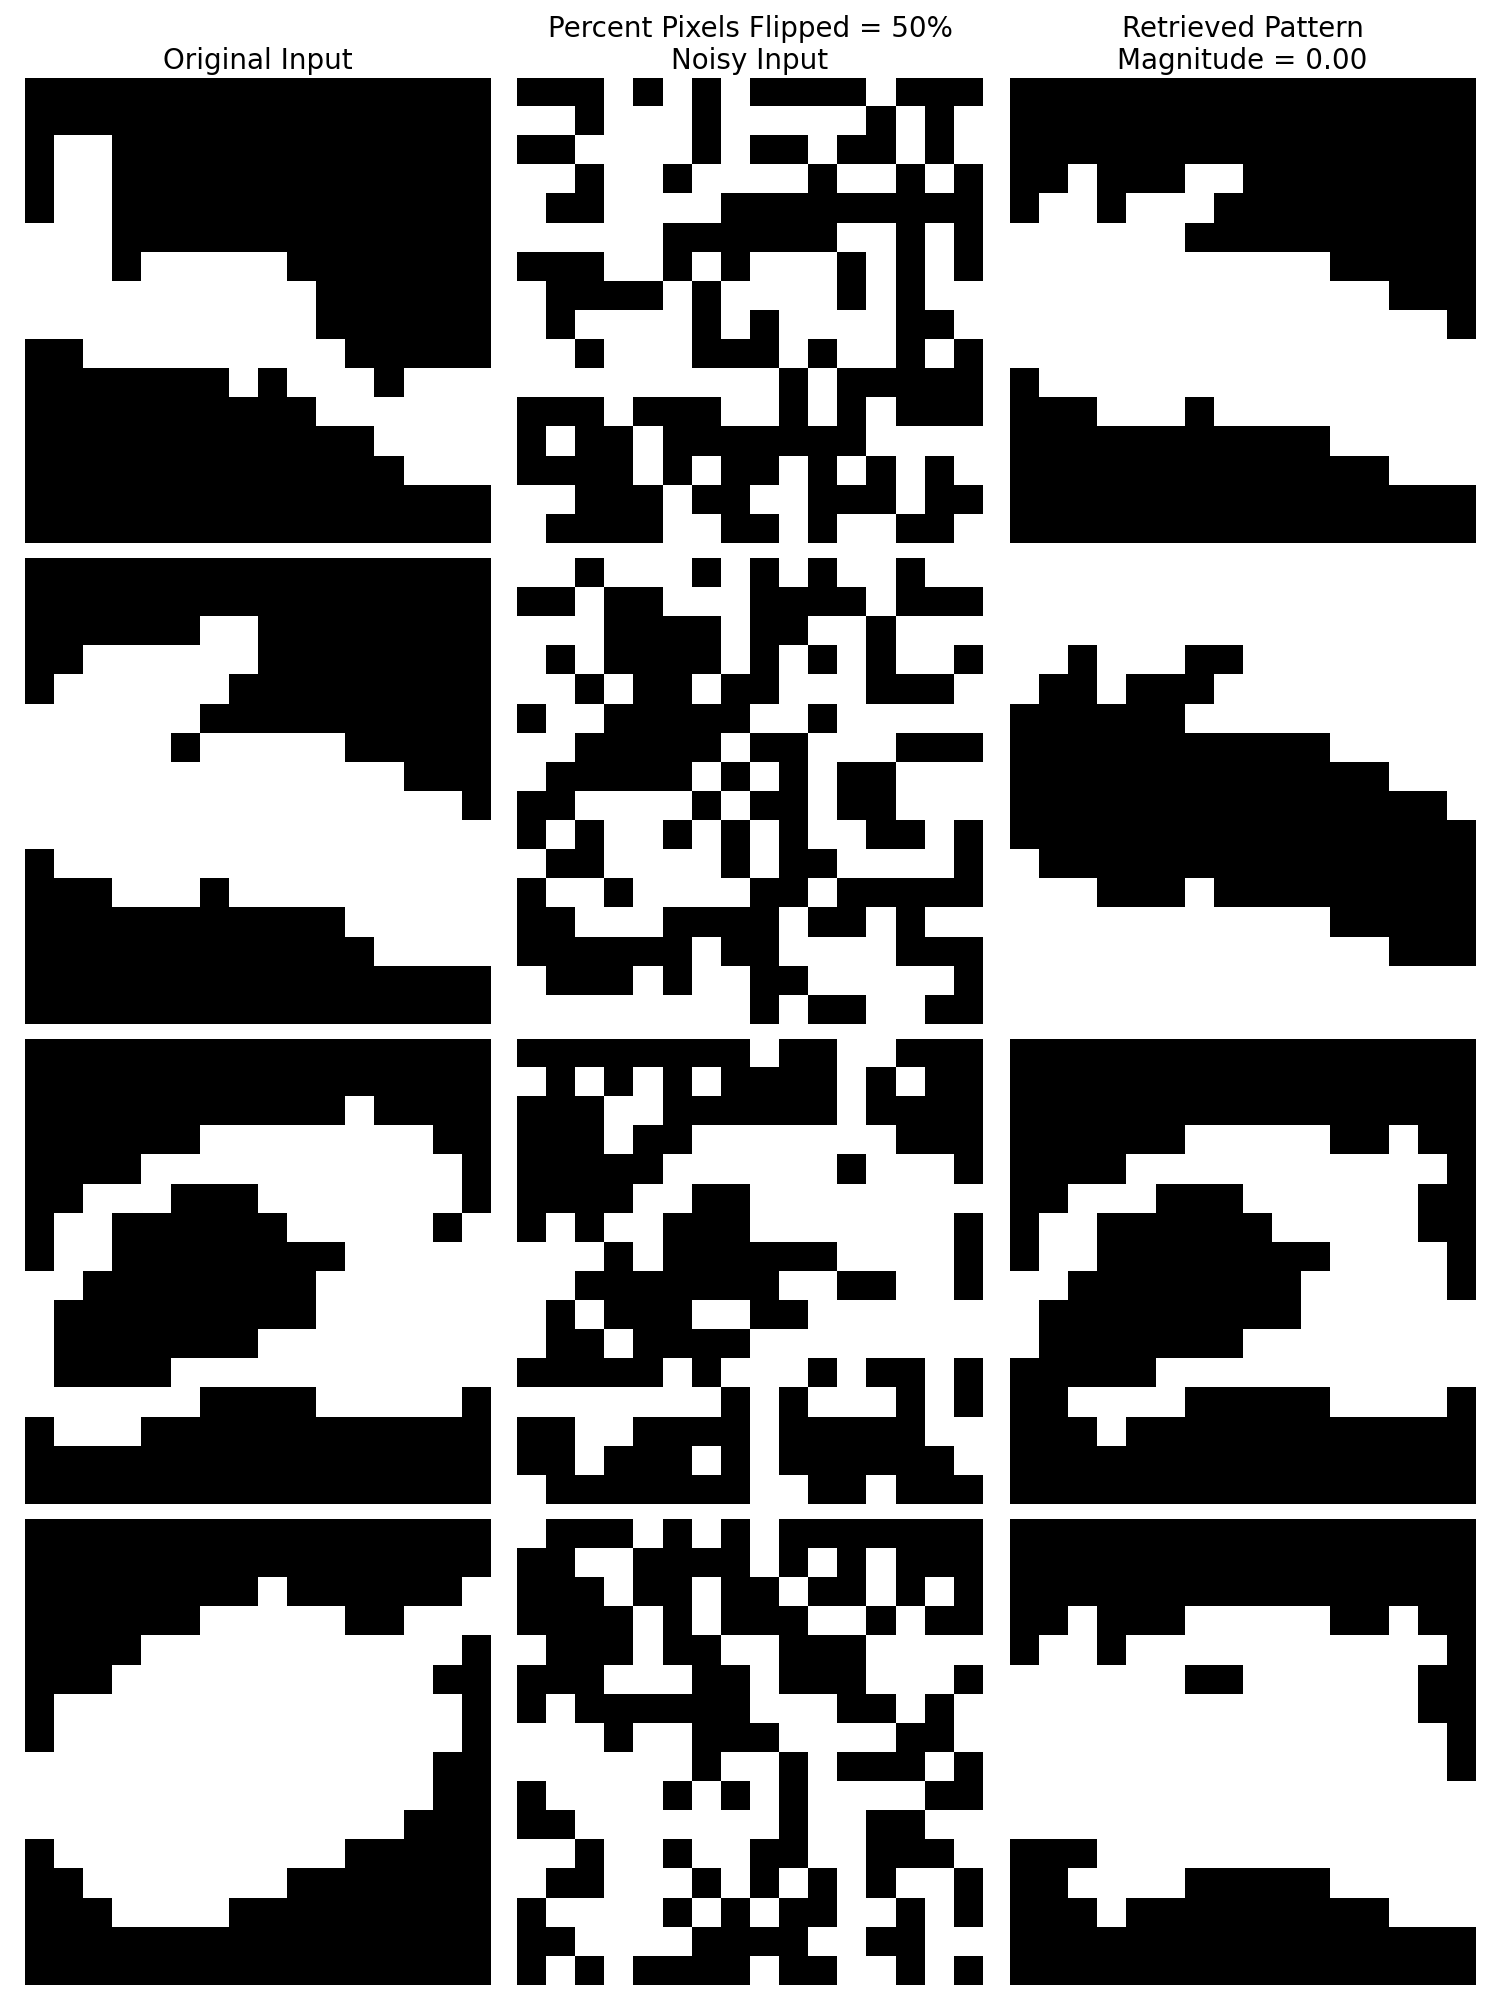 Original Input
Percent Pixels Flipped = 50%
Noisy Input
Retrieved Pattern
Magnitude = 0.00